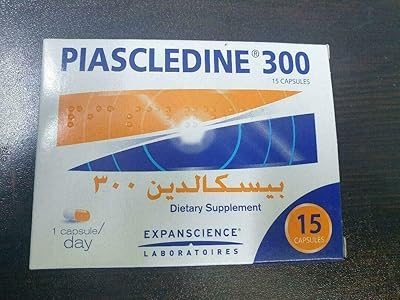 PIASCLEDINE® 300
15 CAPSULES
بيسكالدين ٣٠٠
Dietary Supplement
1 capsule/
day
EXPANSCIENCE®
LABORATOIRES
15
CAPSULES